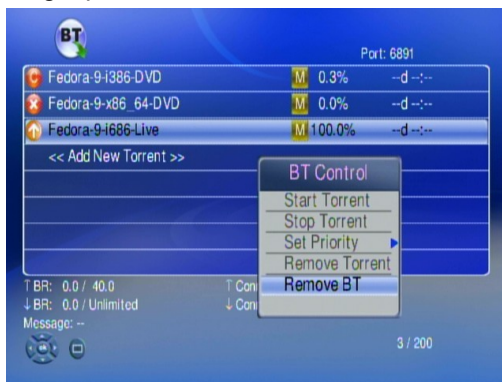 BT
Port: 6891
Fedora-9-i386-DVD M 0.3% --d --:--
Fedora-9-x86_64-DVD M 0.0% --d --:--
Fedora-9-i686-Live M 100.0% --d --:--
<< Add New Torrent >>
BT Control
Start Torrent
Stop Torrent
Set Priority
Remove Torrent
Remove BT
↑BR: 0.0 / 40.0 ↑ Con
↓BR: 0.0 / Unlimited ↓ Con
Message: --
3 / 200